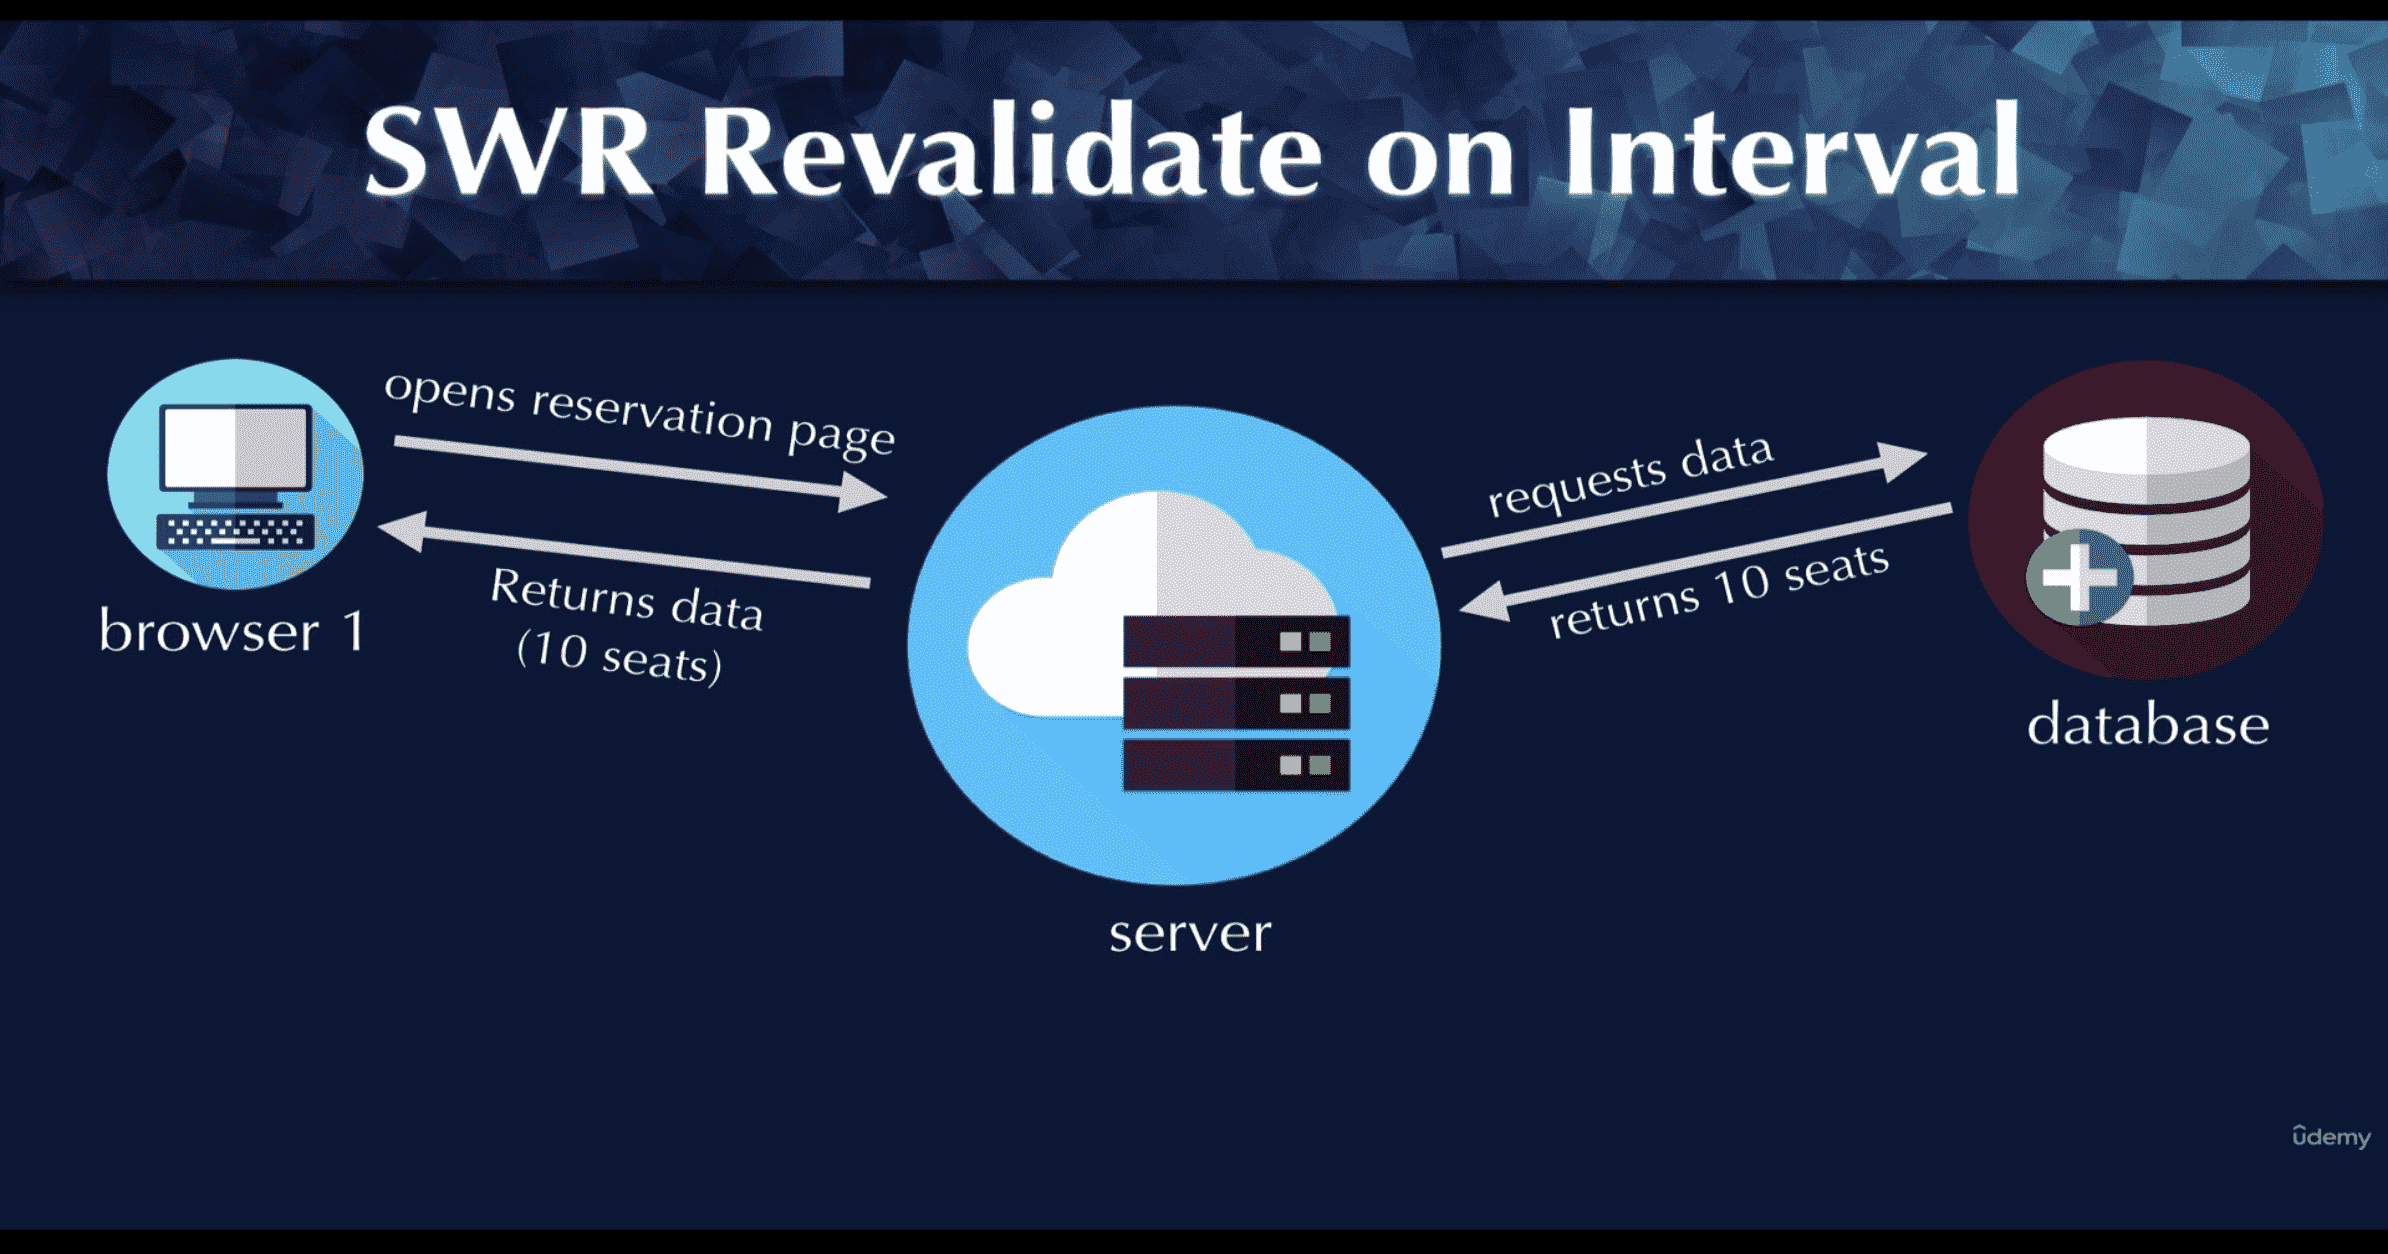 SWR Revalidate on Interval
opens reservation page
Returns data
(10 seats)
browser 1
requests data
returns 10 seats
database
server
ûdemy